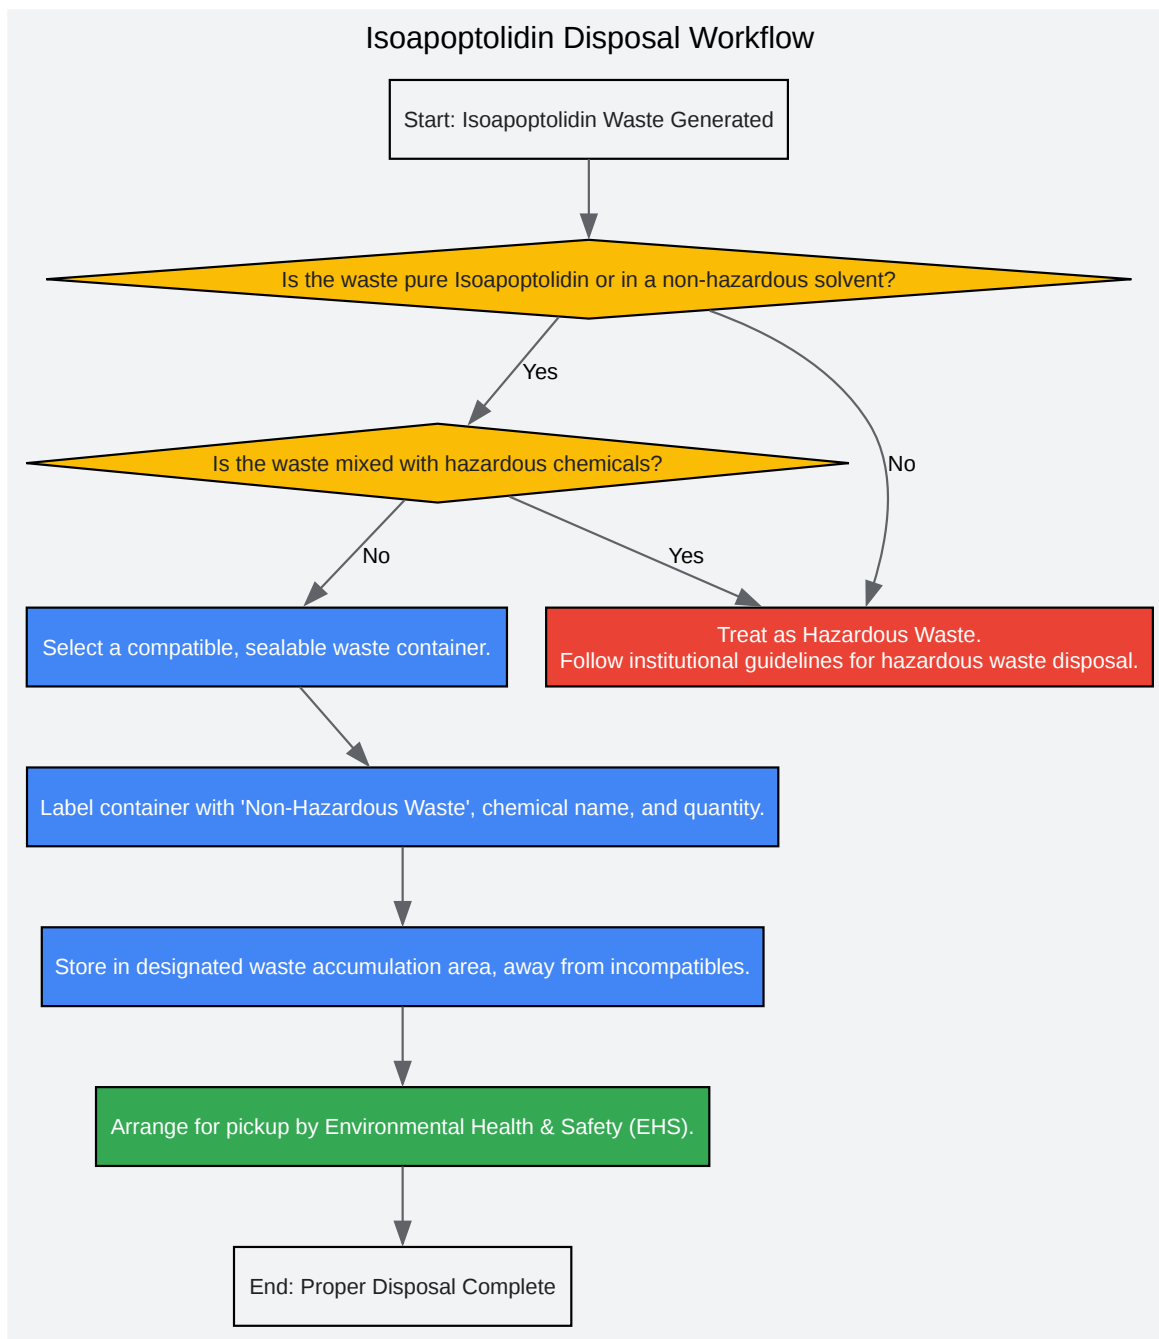 Isoapoptolidin Disposal Workflow
Start: Isoapoptolidin Waste Generated
Is the waste pure Isoapoptolidin or in a non-hazardous solvent?
Yes
Is the waste mixed with hazardous chemicals?
No
No
Yes
Select a compatible, sealable waste container.
Treat as Hazardous Waste.
Follow institutional guidelines for hazardous waste disposal.
Label container with 'Non-Hazardous Waste', chemical name, and quantity.
Store in designated waste accumulation area, away from incompatibles.
Arrange for pickup by Environmental Health & Safety (EHS).
End: Proper Disposal Complete